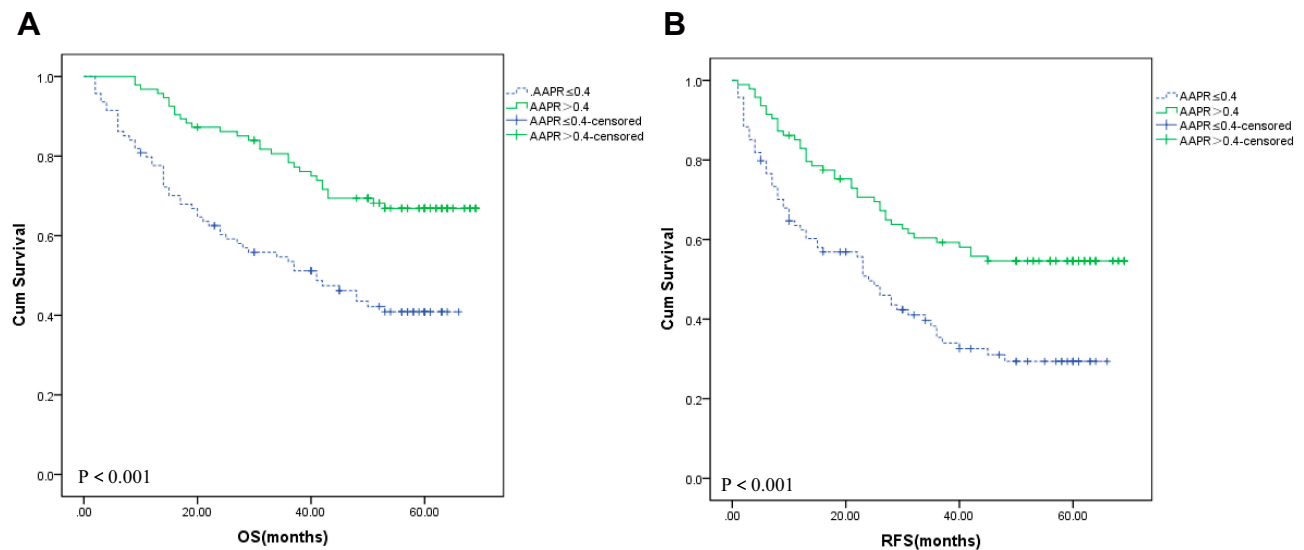 A
1.0
0.8
0.6
0.4
0.2
0.0
Cum Survival
P < 0.001
.00
20.00
40.00
60.00
OS(months)
.AAPR≤0.4
AAPR>0.4
AAPR≤0.4-censored
AAPR>0.4-censored
B
1.0
0.8
0.6
0.4
0.2
0.0
Cum Survival
P < 0.001
.00
20.00
40.00
60.00
RFS(months)
AAPR≤0.4
AAPR>0.4
AAPR≤0.4-censored
AAPR>0.4-censored